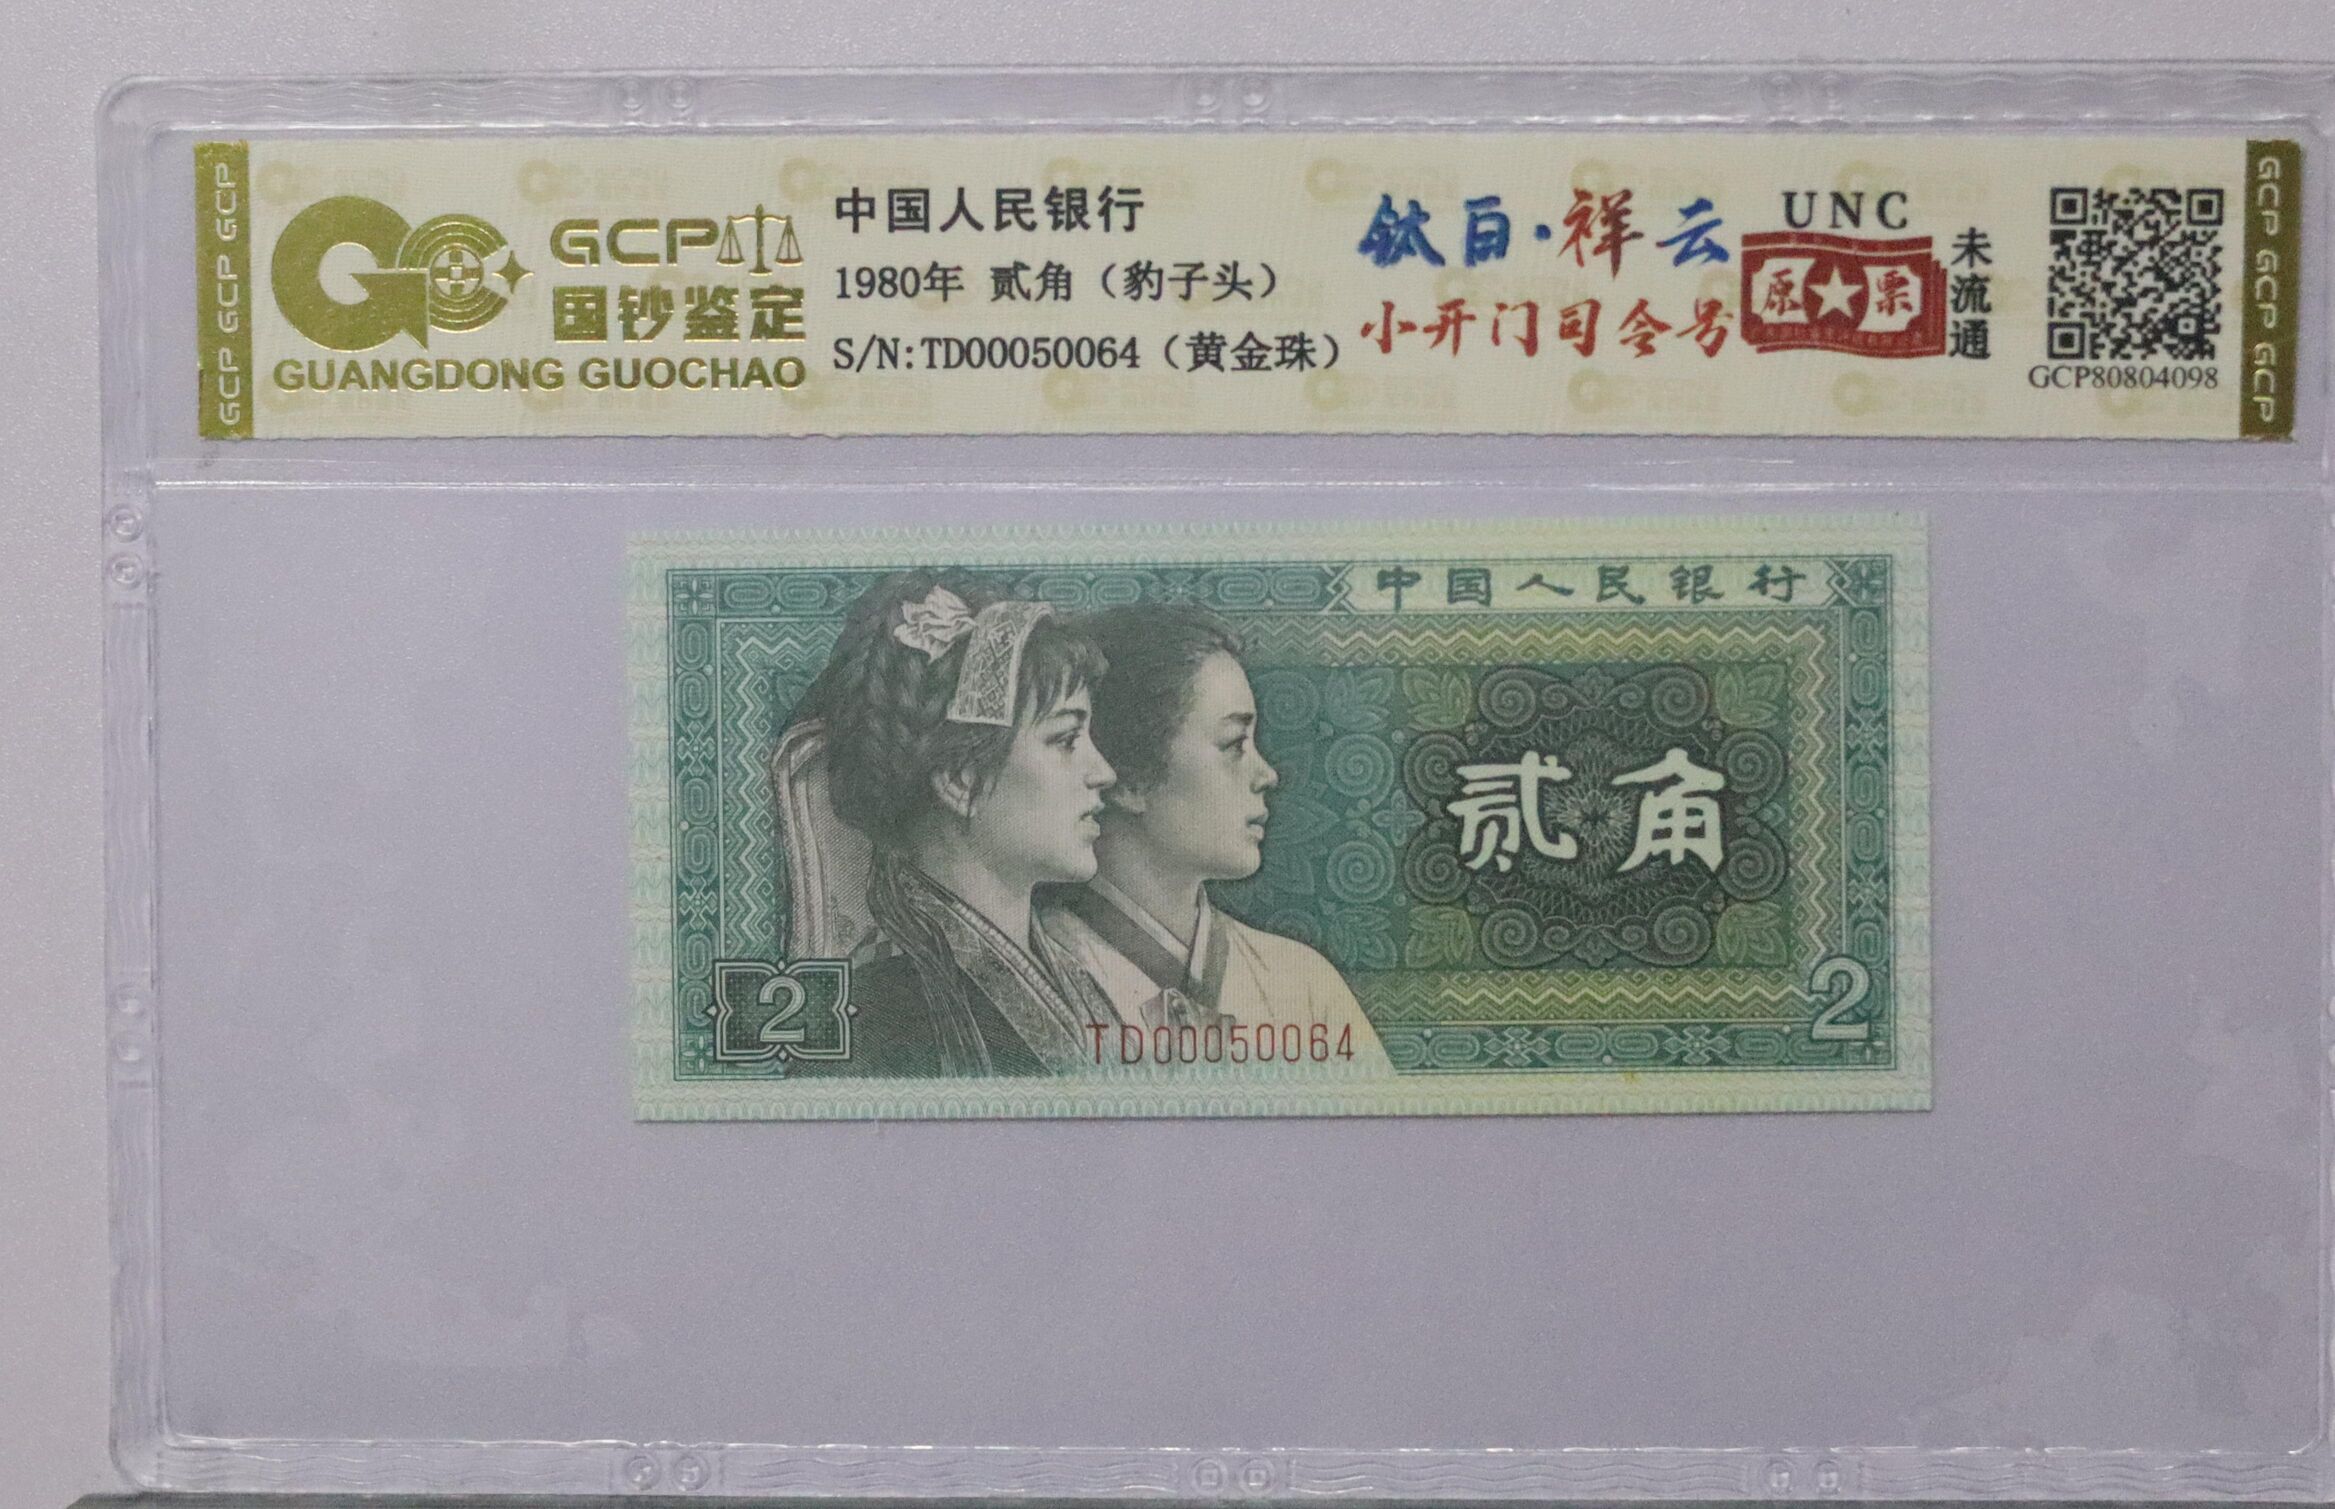 GCP GCP GCP
GCP
国钞鉴定
GUANGDONG GUOCHAO
中国人民银行
1980年 贰角（豹子头）
S/N:TD00050064（黄金珠）
钛白·祥云
小开门司令号
UNC
原★票
未流通
GCP80804098
GCP GCP GCP
中国人民银行
贰角
2
2
TD00050064